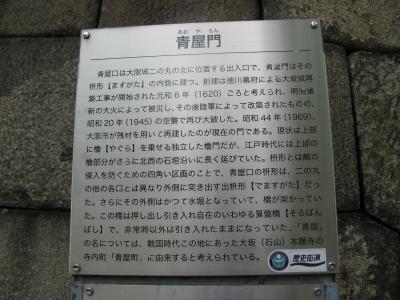 あお や もん
青屋門
青屋口は大阪城二の丸の北に位置する出入口で、青屋門はその
枡形【ますがた】の内側に建つ。創建は徳川幕府による大坂城再
築工事が開始された元和6年（1620）ごろと考えられ、明治維
新の大火によって被災し、その後陸軍によって改築されたものの、
昭和20年(1945)の空襲で再び大破した。昭和44年(1969)、
大阪市が残材を用いて再建したのが現在の門である。現状は上部
に櫓【やぐら】を乗せる独立した櫓門だが、江戸時代には上部の
櫓部分がさらに北西の石垣沿いに長く延びていた。枡形とは敵の
侵入を防ぐための四角い区画のことで、青屋口の枡形は、二の丸
の他の各口とは異なり外側に突き出す出枡形【でますがた】だっ
た。さらにその外側はかつて水堀となっていて、橋が架かってい
た。この橋は押し出し引き入れ自在のいわゆる算盤橋【そろばん
ばし】で、非常時以外は引き入れたままになっていた。「青屋」
の名については、戦国時代この地にあった大坂（石山）本願寺の
寺内町「青屋町」に由来すると考えられている。
歴史街道